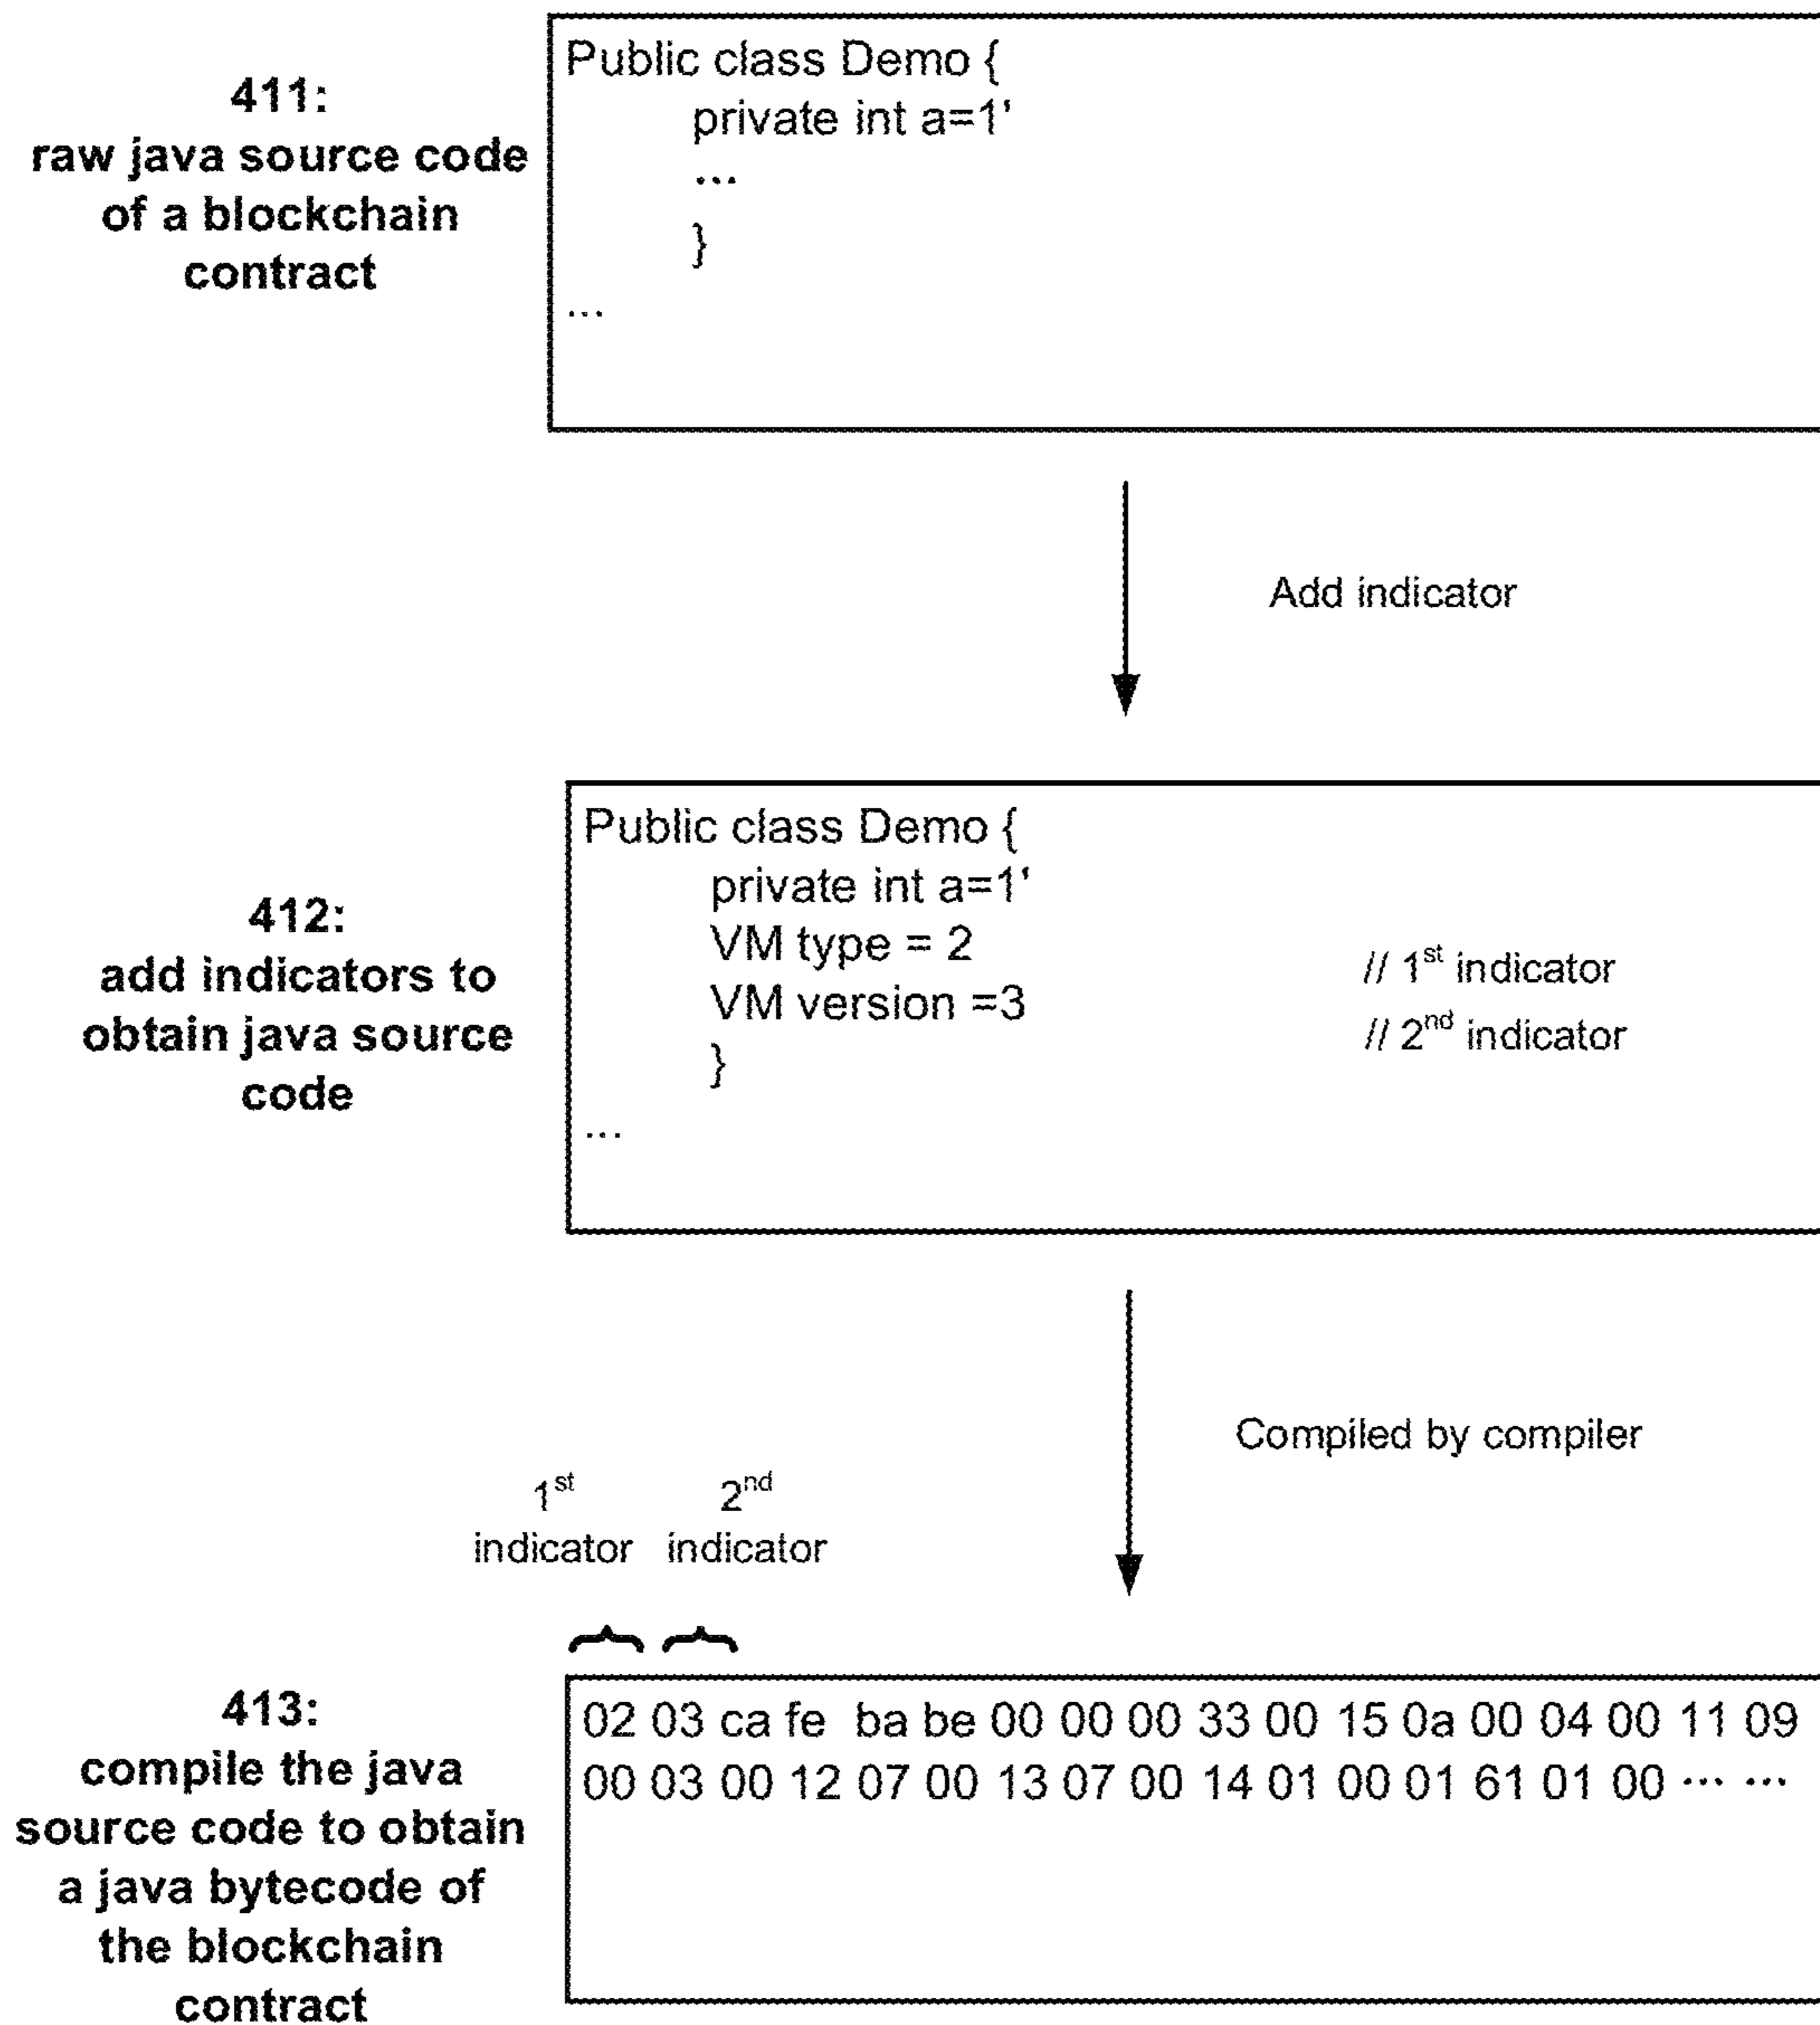 411:
raw java source code
of a blockchain
contract
Public class Demo {
private int a=1'
...
}
...
Add indicator
412:
add indicators to
obtain java source
code
Public class Demo {
private int a=1'
VM type = 2
VM version =3
}
...
// 1st indicator
// 2nd indicator
Compiled by compiler
1st
indicator
2nd
indicator
413:
compile the java
source code to obtain
a java bytecode of
the blockchain
contract
02 03 ca fe ba be 00 00 00 33 00 15 0a 00 04 00 11 09
00 03 00 12 07 00 13 07 00 14 01 00 01 61 01 00 ... ...